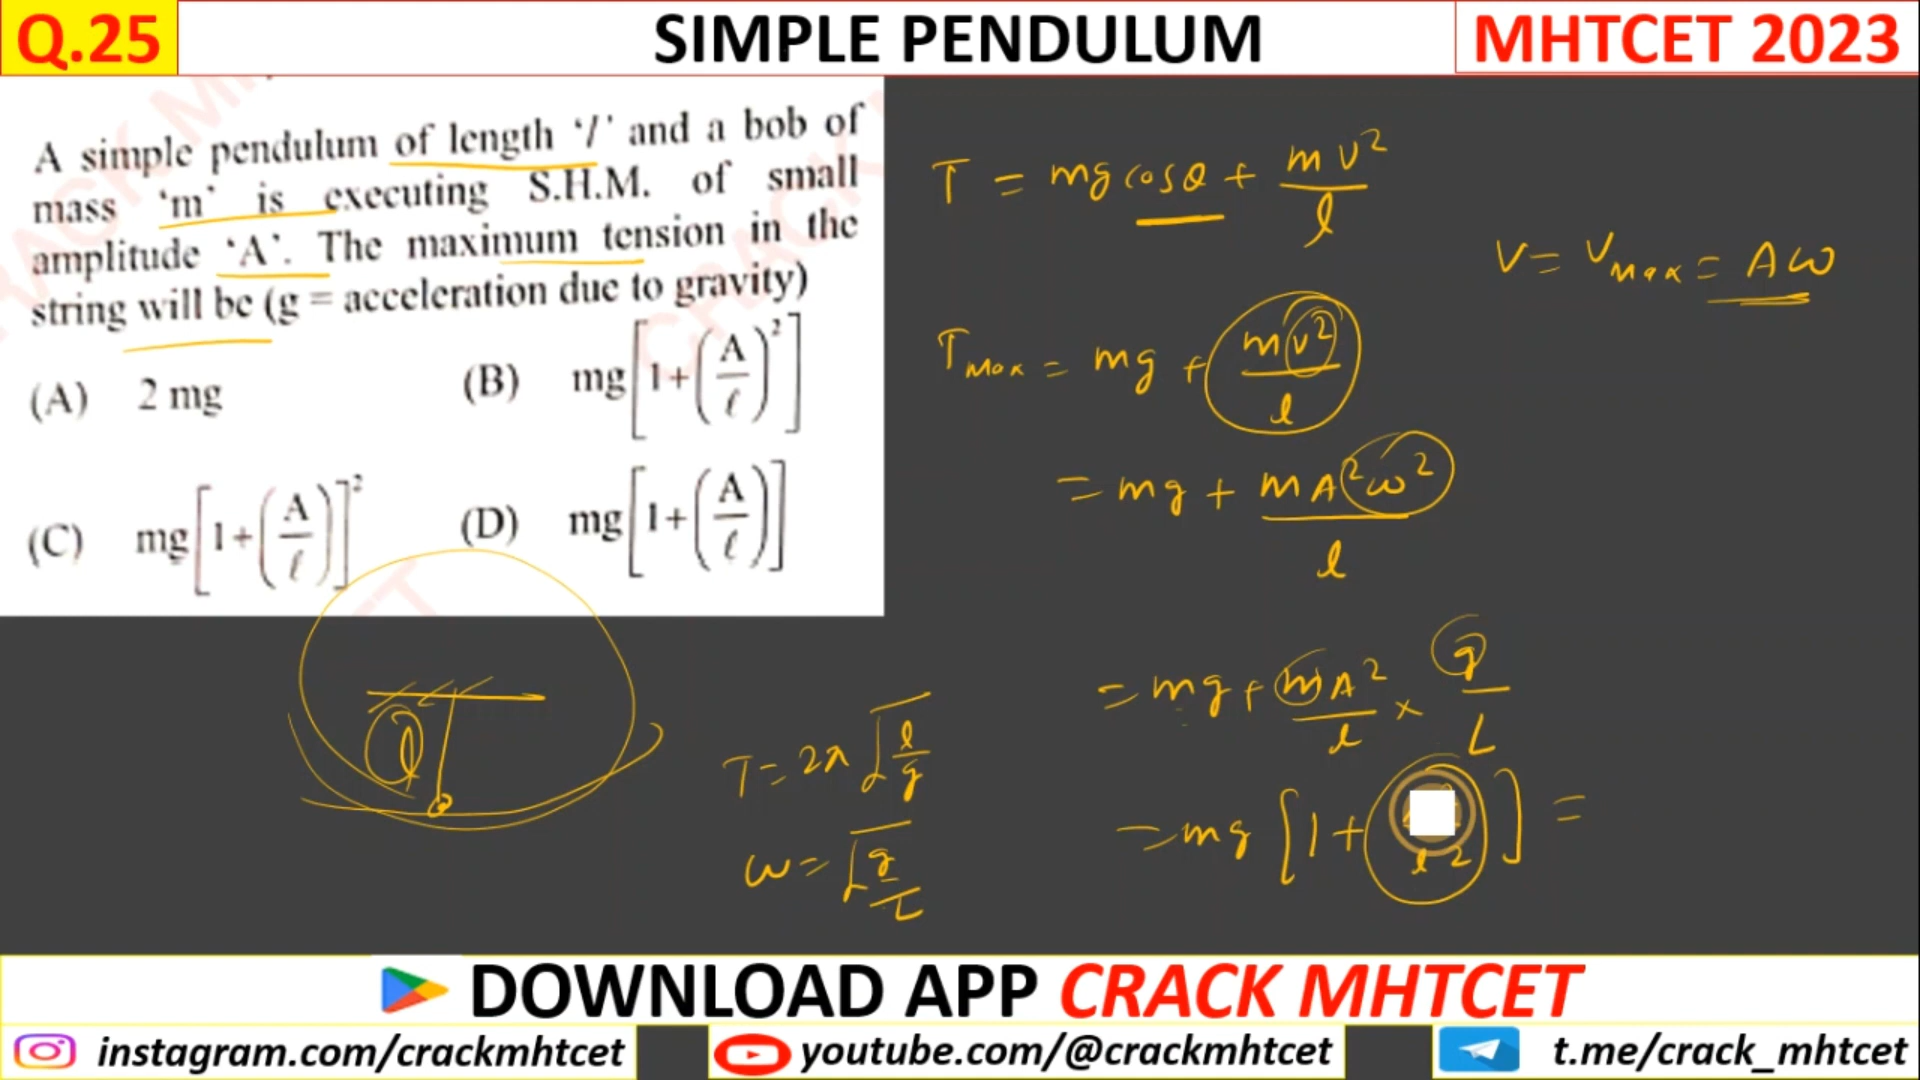 Q.25
SIMPLE PENDULUM
MHTCET 2023
A simple pendulum of length ‘l’ and a bob of
mass ‘m’ is executing S.H.M. of small
amplitude ‘A’. The maximum tension in the
string will be (g = acceleration due to gravity)
(A) 2 mg
(B) mg[1+(A/ℓ)²]
(C) mg[1+(A/ℓ)]²
(D) mg[1+(A/ℓ)]
T = mg cosθ + mv²/l
V = Vmax = Aω
Tmax = mg + mv²/l
= mg + mA²ω²/l
= mg + mA²/l × g/L
= mg [1+ l²] =
l
T = 2π√l/g
ω = √g/L
DOWNLOAD APP CRACK MHTCET
instagram.com/crackmhtcet
youtube.com/@crackmhtcet
t.me/crack_mhtcet